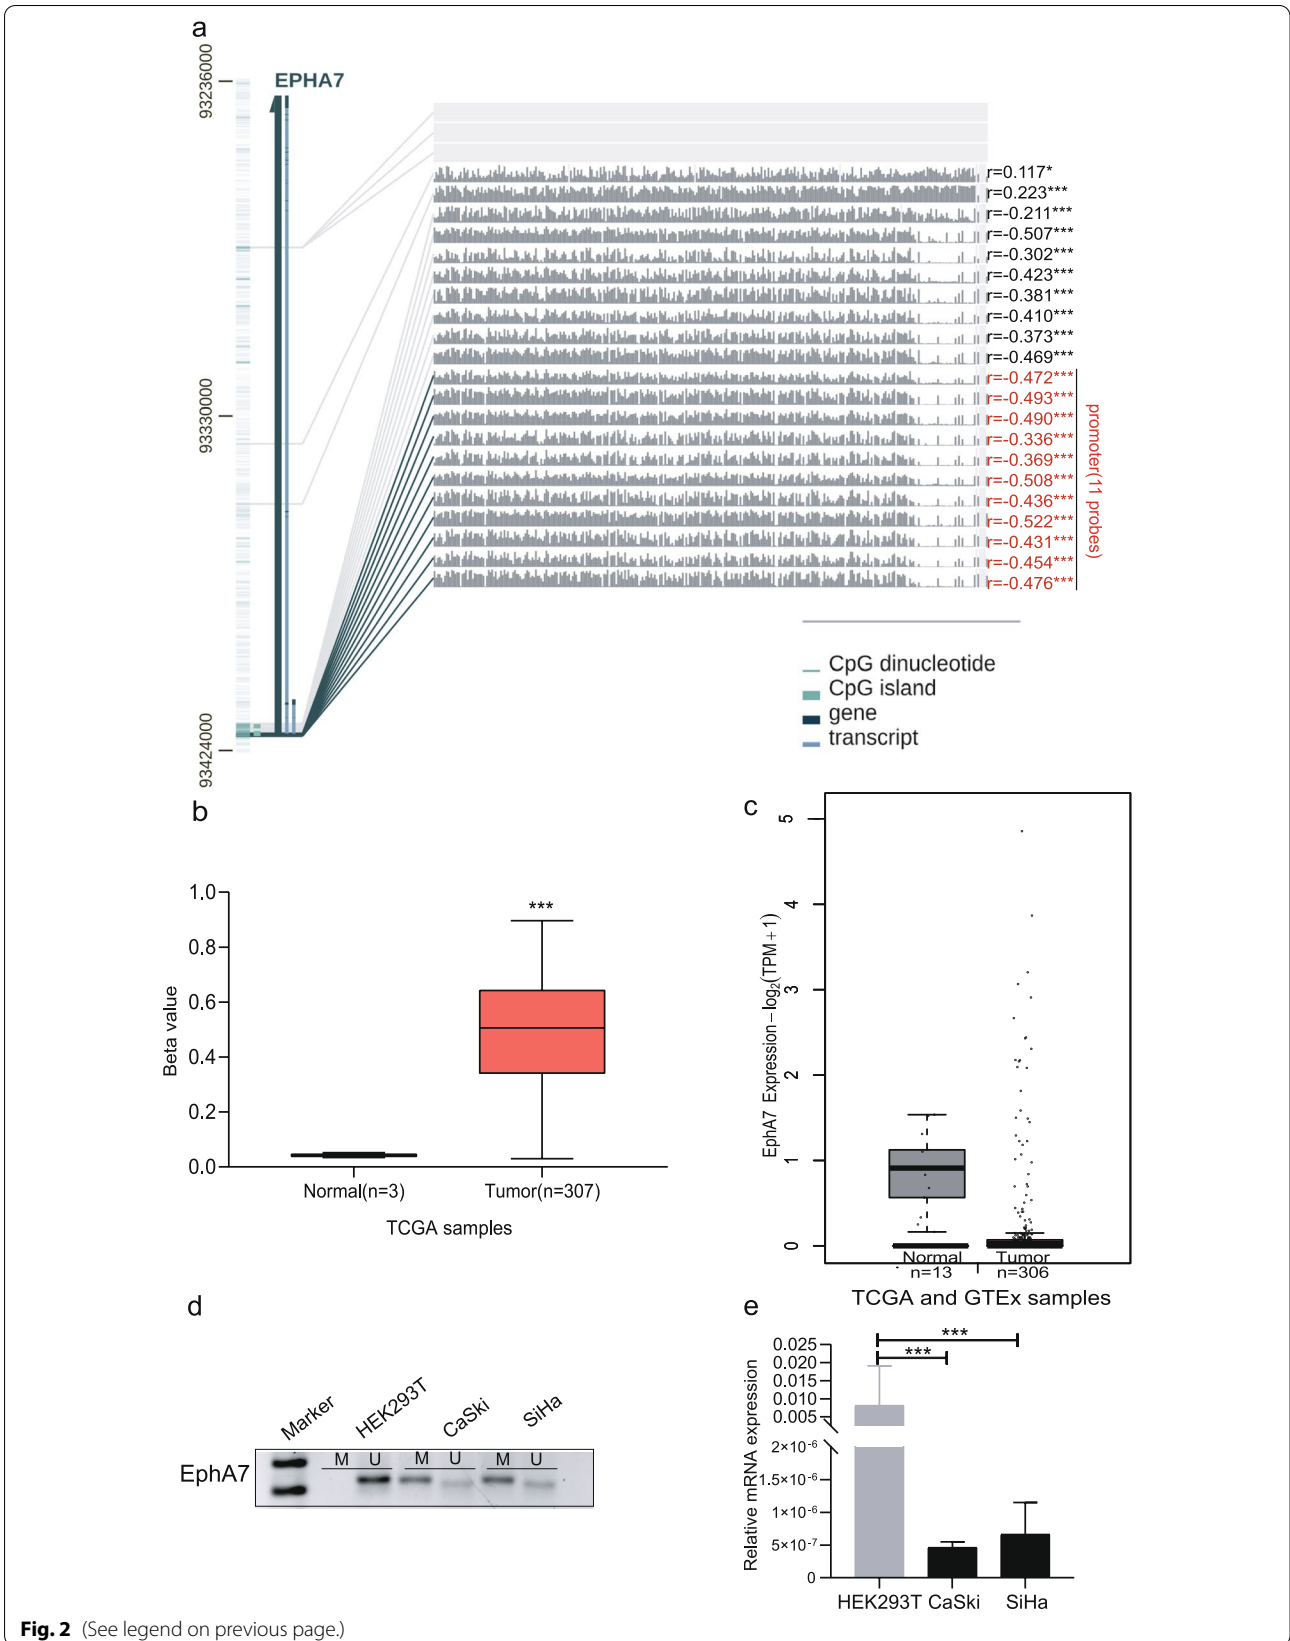 a
93236000
93330000
93424000
EPHA7
r=0.117*
r=0.223***
r=-0.211***
r=-0.507***
r=-0.302***
r=-0.423***
r=-0.381***
r=-0.410***
r=-0.373***
r=-0.469***
r=-0.472***
r=-0.493***
r=-0.490***
r=-0.336***
r=-0.369***
r=-0.508***
r=-0.436***
r=-0.522***
r=-0.431***
r=-0.454***
r=-0.476***
promoter(11 probes)
CpG dinucleotide
CpG island
gene
transcript
b
Beta value
1.0
0.8
0.6
0.4
0.2
0.0
***
Normal(n=3) Tumor(n=307)
TCGA samples
c
EphA7 Expression−log₂(TPM+1)
5
4
3
2
1
0
Normal Tumor
n=13 n=306
TCGA and GTEx samples
d
Marker HEK293T CaSki SiHa
M U M U M U
EphA7
e
Relative mRNA expression
0.025
0.020
0.015
0.010
0.005
2×10⁻⁶
1.5×10⁻⁶
1×10⁻⁶
5×10⁻⁷
0
***
***
HEK293T CaSki SiHa
Fig. 2 (See legend on previous page.)